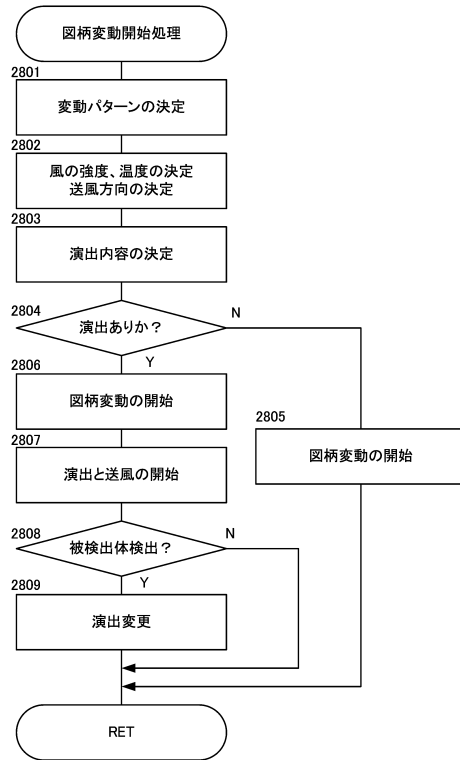 図柄変動開始処理
2801
変動パターンの決定
2802
風の強度、温度の決定
送風方向の決定
2803
演出内容の決定
2804
演出ありか？
N
Y
2806
図柄変動の開始
2805
図柄変動の開始
2807
演出と送風の開始
2808
被検出体検出？
N
Y
2809
演出変更
RET